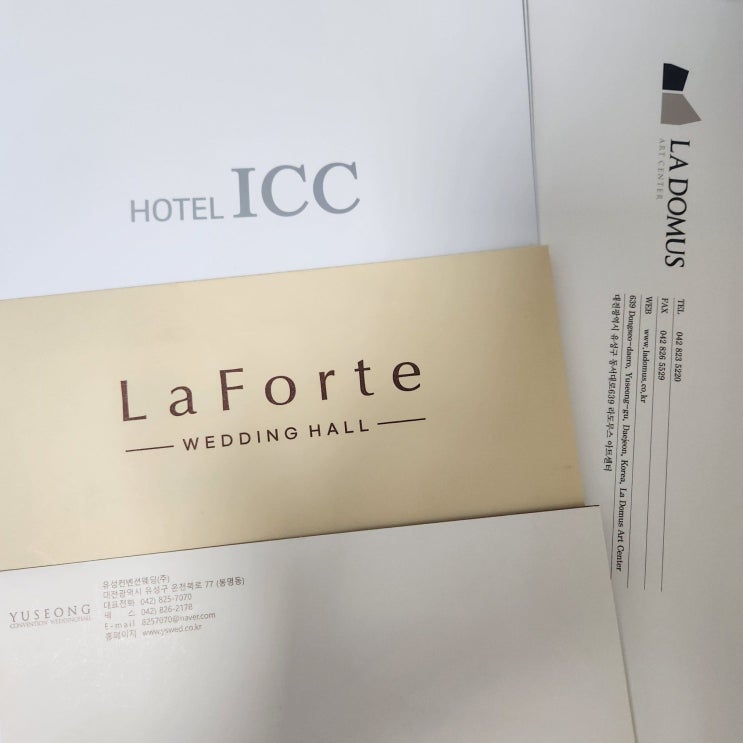 HOTEL ICC
LADOMUS
ART CENTER
TEL 042 823 5220
FAX 042 826 5529
WEB www.ladomus.co.kr
639 Dongseo-daero, Yuseong-gu, Daejeon, Korea, La Domus Art Center
대전광역시 유성구 동서대로639 라도무스 아트센터
LaForte
WEDDING HALL
YUSEONG
CONVENTION WEDDINGHALL
유성컨벤션웨딩(주)
대전광역시 유성구 온천북로 77 (봉명동)
대표전화 042) 825-7070
팩 스 042) 826-2178
E-mail 8257070@naver.com
홈페이지 www.yswed.co.kr